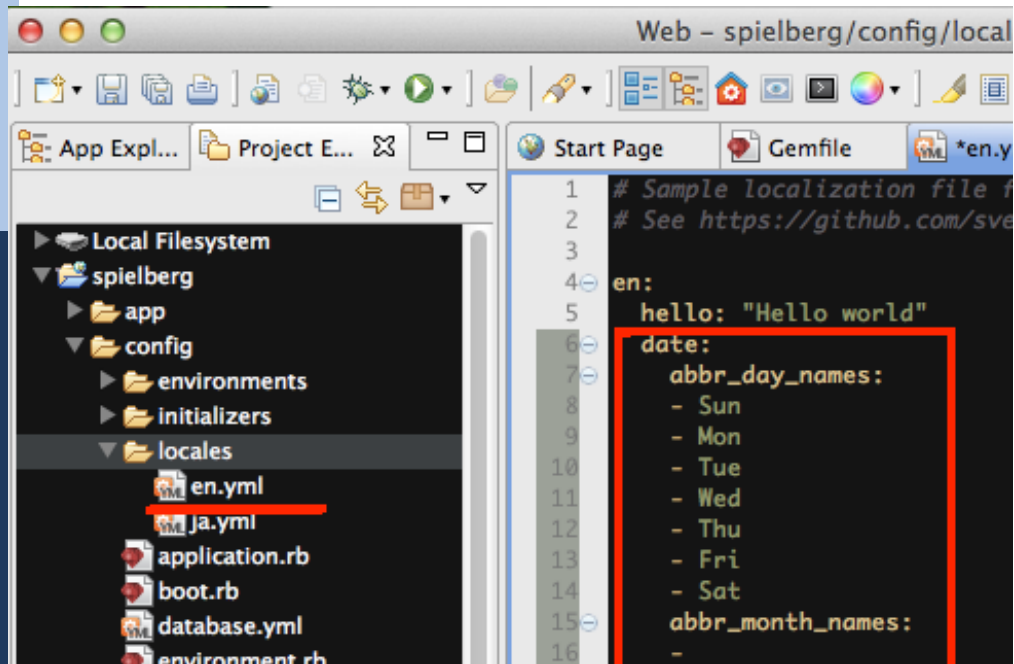 Web – spielberg/config/local
App Expl...
Project E...
Start Page
Gemfile
*en.y
Local Filesystem
spielberg
app
config
environments
initializers
locales
en.yml
ja.yml
application.rb
boot.rb
database.yml
environment.rb
1 # Sample localization file f
2 # See https://github.com/sve
3
4 en:
5 hello: "Hello world"
6 date:
7 abbr_day_names:
8 - Sun
9 - Mon
10 - Tue
11 - Wed
12 - Thu
13 - Fri
14 - Sat
15 abbr_month_names:
16 -